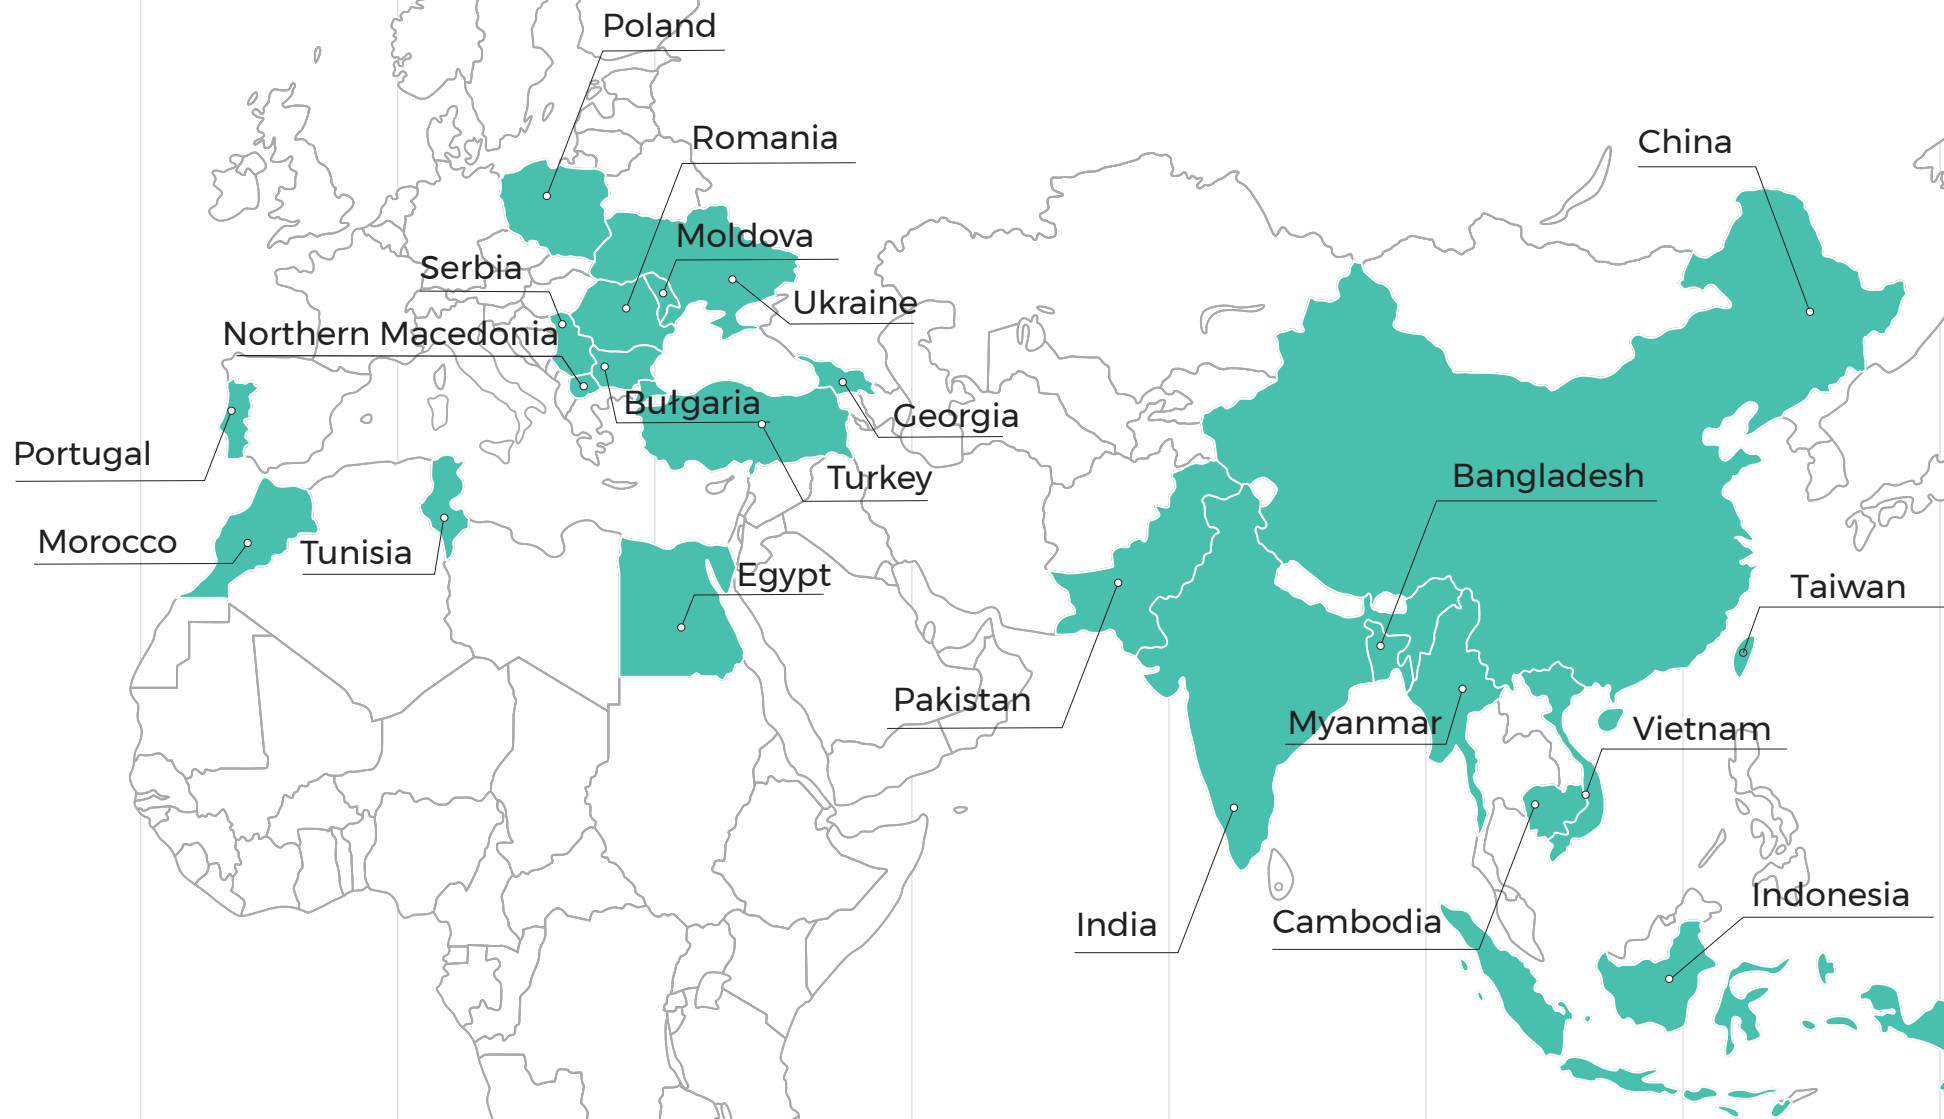 Poland
Romania
China
Moldova
Serbia
Ukraine
Northern Macedonia
Bułgaria
Georgia
Portugal
Turkey
Bangladesh
Morocco
Tunisia
Egypt
Taiwan
Pakistan
Myanmar
Vietnam
Indonesia
India
Cambodia